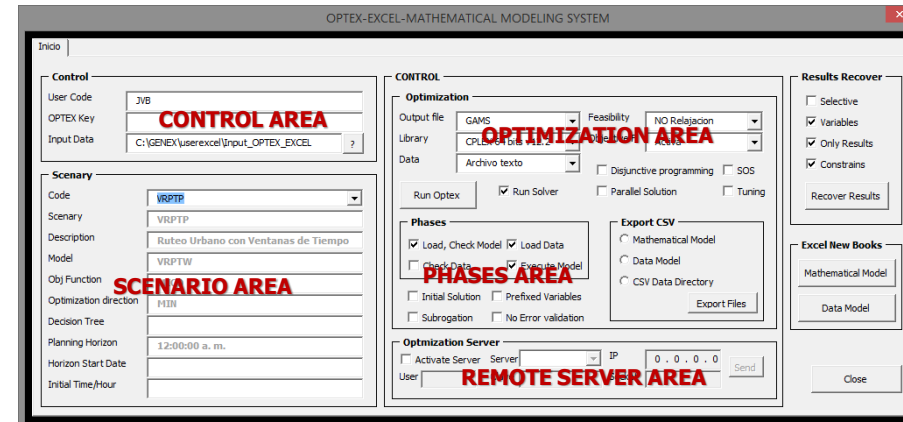 OPTEX-EXCEL-MATHEMATICAL MODELING SYSTEM
Inicio
Control
User Code JVB
OPTEX Key
CONTROL AREA
Input Data C:\GENEX\userexcel\Input_OPTEX_EXCEL ?
Scenary
Code VRPTP
Scenary VRPTP
Description Ruteo Urbano con Ventanas de Tiempo
Model VRPTW
Obj Function
SCENARIO AREA
Optimization direction MIN
Decision Tree
Planning Horizon 12:00:00 a. m.
Horizon Start Date
Initial Time/Hour
CONTROL
Optimization
Output file GAMS Feasibility NO Relajacion
OPTIMIZATION AREA
Library
Data Archivo texto
Disjunctive programming SOS
Run Optex Run Solver Parallel Solution Tuning
Phases
Load, Check Model Load Data
Check Data Execute Model
PHASES AREA
Initial Solution Prefixed Variables
Subrogation No Error validation
Export CSV
Mathematical Model
Data Model
CSV Data Directory
Export Files
Optmization Server
Activate Server Server IP 0 . 0 . 0 . 0 Send
User
REMOTE SERVER AREA
Results Recover
Selective
Variables
Only Results
Constrains
Recover Results
Excel New Books
Mathematical Model
Data Model
Close